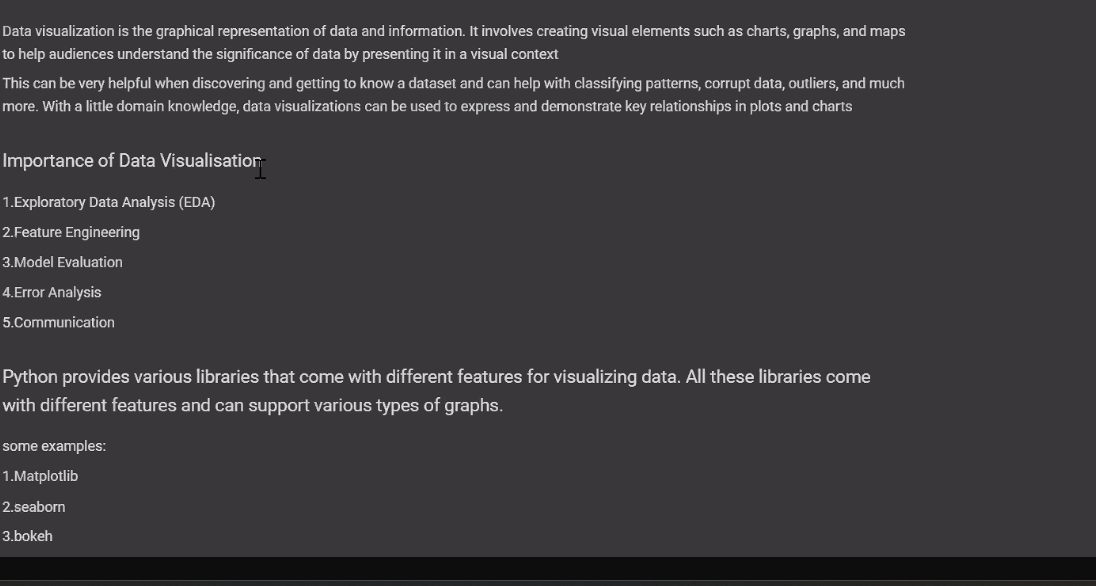 Data visualization is the graphical representation of data and information. It involves creating visual elements such as charts, graphs, and maps
to help audiences understand the significance of data by presenting it in a visual context
This can be very helpful when discovering and getting to know a dataset and can help with classifying patterns, corrupt data, outliers, and much
more. With a little domain knowledge, data visualizations can be used to express and demonstrate key relationships in plots and charts
Importance of Data Visualisation
1.Exploratory Data Analysis (EDA)
2.Feature Engineering
3.Model Evaluation
4.Error Analysis
5.Communication
Python provides various libraries that come with different features for visualizing data. All these libraries come
with different features and can support various types of graphs.
some examples:
1.Matplotlib
2.seaborn
3.bokeh